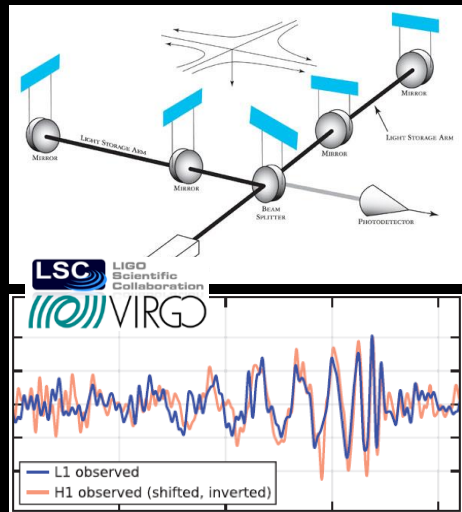 MIRROR
LIGHT STORAGE ARM
LIGHT STORAGE ARM
MIRROR
MIRROR
MIRROR
BEAM
SPLITTER
PHOTODETECTOR
LSC
LIGO
Scientific
Collaboration
VIRGO
L1 observed
H1 observed (shifted, inverted)